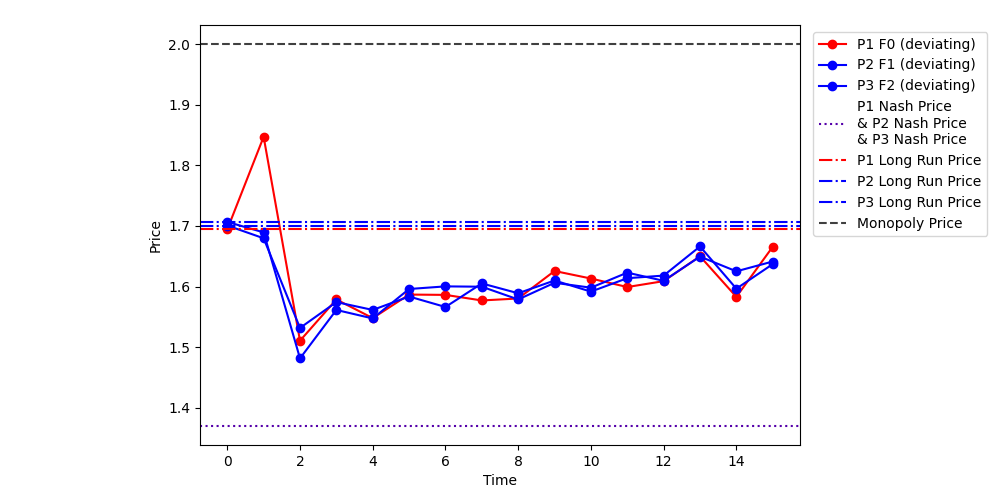 2.0
1.9
1.8
1.7
1.6
1.5
1.4
Price
0
2
4
6
8
10
12
14
Time
P1 F0 (deviating)
P2 F1 (deviating)
P3 F2 (deviating)
P1 Nash Price
& P2 Nash Price
& P3 Nash Price
P1 Long Run Price
P2 Long Run Price
P3 Long Run Price
Monopoly Price